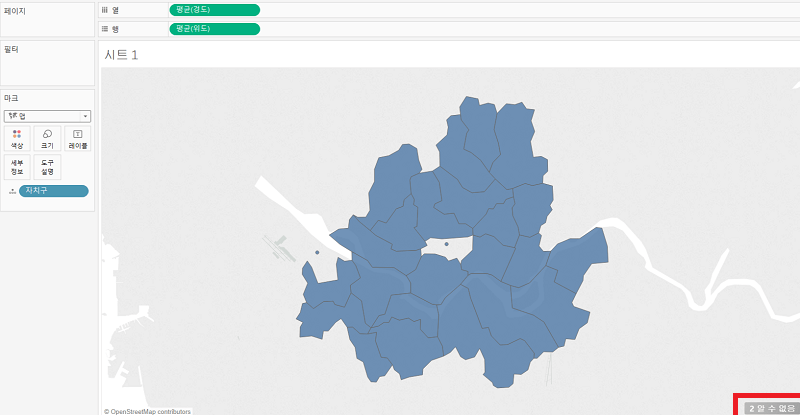 페이지
열
평균(경도)
행
평균(위도)
필터
시트 1
마크
맵
색상
크기
레이블
세부
정보
도구
설명
자치구
© OpenStreetMap contributors
2 알 수 없음